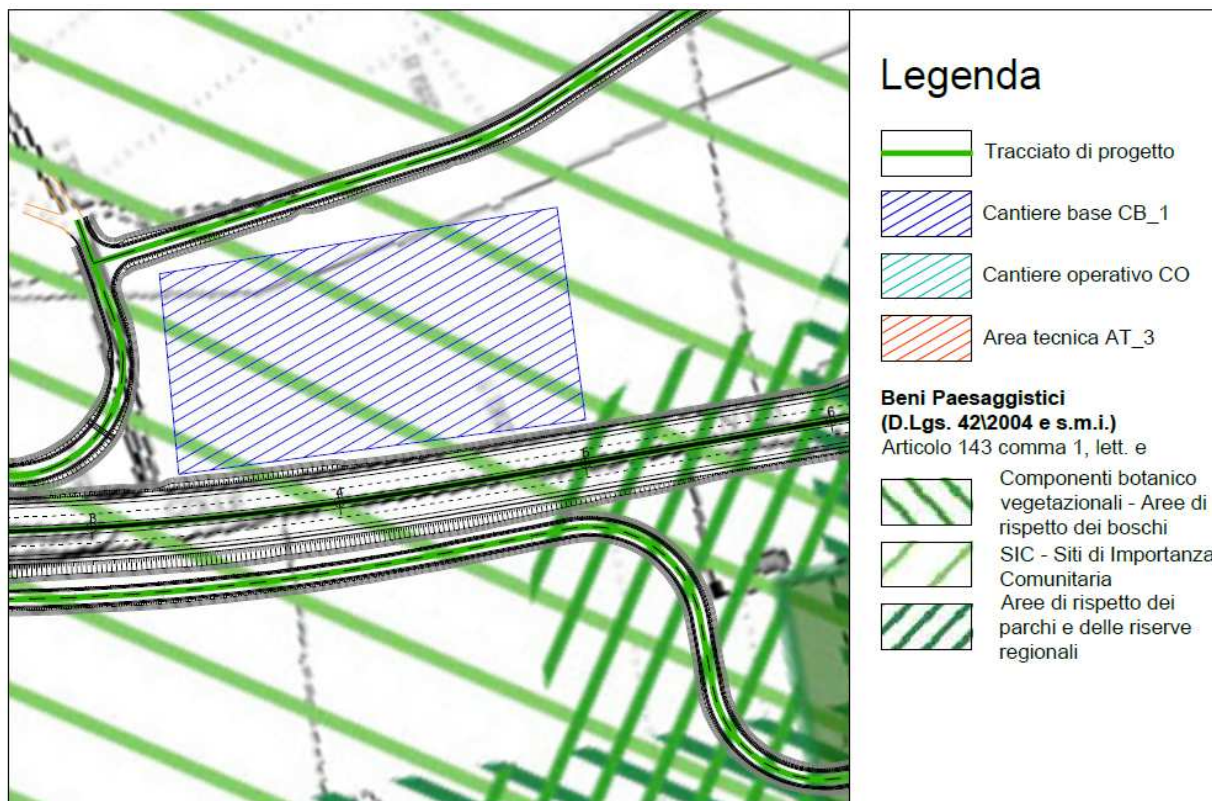 Legenda
Tracciato di progetto
Cantiere base CB_1
Cantiere operativo CO
Area tecnica AT_3
Beni Paesaggistici
(D.Lgs. 42\2004 e s.m.i.)
Articolo 143 comma 1, lett. e
Componenti botanico
vegetazionali - Aree di
rispetto dei boschi
SIC - Siti di Importanza
Comunitaria
Aree di rispetto dei
parchi e delle riserve
regionali
4
6